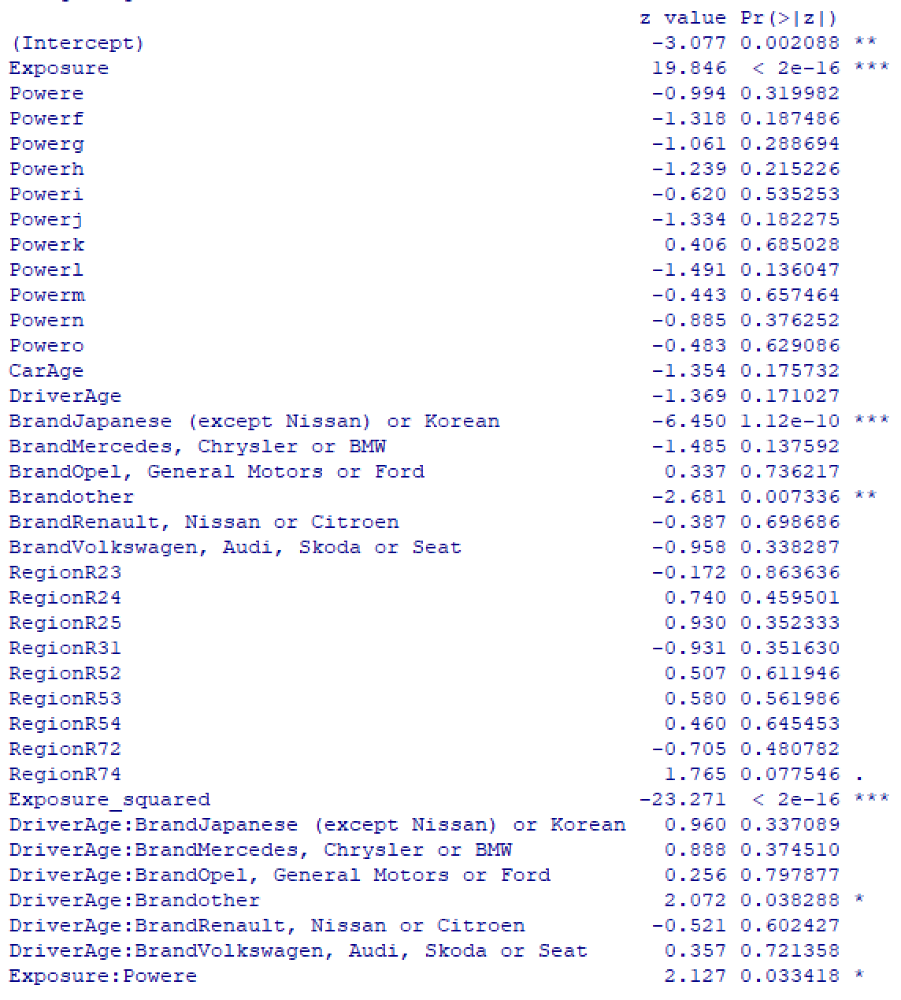 z value Pr(>|z|)
(Intercept) -3.077 0.002088 **
Exposure 19.846 < 2e-16 ***
Powere -0.994 0.319982
Powerf -1.318 0.187486
Powerg -1.061 0.288694
Powerh -1.239 0.215226
Poweri -0.620 0.535253
Powerj -1.334 0.182275
Powerk 0.406 0.685028
Powerl -1.491 0.136047
Powerm -0.443 0.657464
Powern -0.885 0.376252
Powero -0.483 0.629086
CarAge -1.354 0.175732
DriverAge -1.369 0.171027
BrandJapanese (except Nissan) or Korean -6.450 1.12e-10 ***
BrandMercedes, Chrysler or BMW -1.485 0.137592
BrandOpel, General Motors or Ford 0.337 0.736217
Brandother -2.681 0.007336 **
BrandRenault, Nissan or Citroen -0.387 0.698686
BrandVolkswagen, Audi, Skoda or Seat -0.958 0.338287
RegionR23 -0.172 0.863636
RegionR24 0.740 0.459501
RegionR25 0.930 0.352333
RegionR31 -0.931 0.351630
RegionR52 0.507 0.611946
RegionR53 0.580 0.561986
RegionR54 0.460 0.645453
RegionR72 -0.705 0.480782
RegionR74 1.765 0.077546 .
Exposure_squared -23.271 < 2e-16 ***
DriverAge:BrandJapanese (except Nissan) or Korean 0.960 0.337089
DriverAge:BrandMercedes, Chrysler or BMW 0.888 0.374510
DriverAge:BrandOpel, General Motors or Ford 0.256 0.797877
DriverAge:Brandother 2.072 0.038288 *
DriverAge:BrandRenault, Nissan or Citroen -0.521 0.602427
DriverAge:BrandVolkswagen, Audi, Skoda or Seat 0.357 0.721358
Exposure:Powere 2.127 0.033418 *